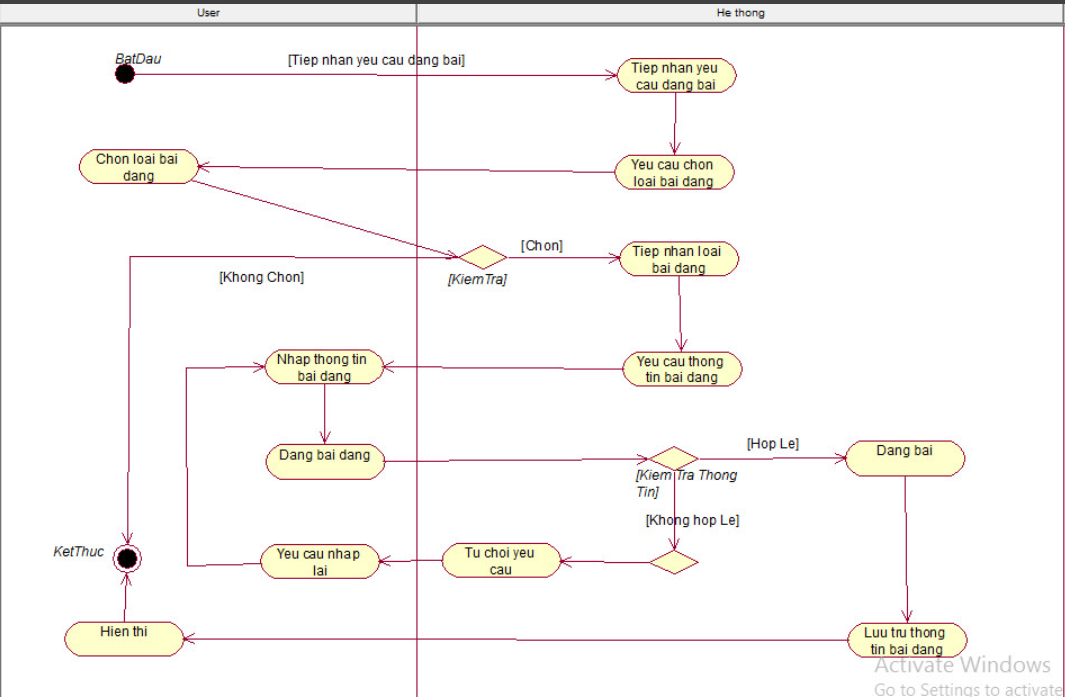 User
He thong
BatDau
[Tiep nhan yeu cau dang bai]
Tiep nhan yeu
cau dang bai
Chon loai bai
dang
Yeu cau chon
loai bai dang
[Chon]
Tiep nhan loai
bai dang
[Khong Chon]
[KiemTra]
Nhap thong tin
bai dang
Yeu cau thong
tin bai dang
Dang bai dang
[Hop Le]
Dang bai
[Kiem Tra Thong
Tin]
[Khong hop Le]
KetThuc
Yeu cau nhap
lai
Tu choi yeu
cau
Hien thi
Luu tru thong
tin bai dang
Activate Windows
Go to Settings to activate